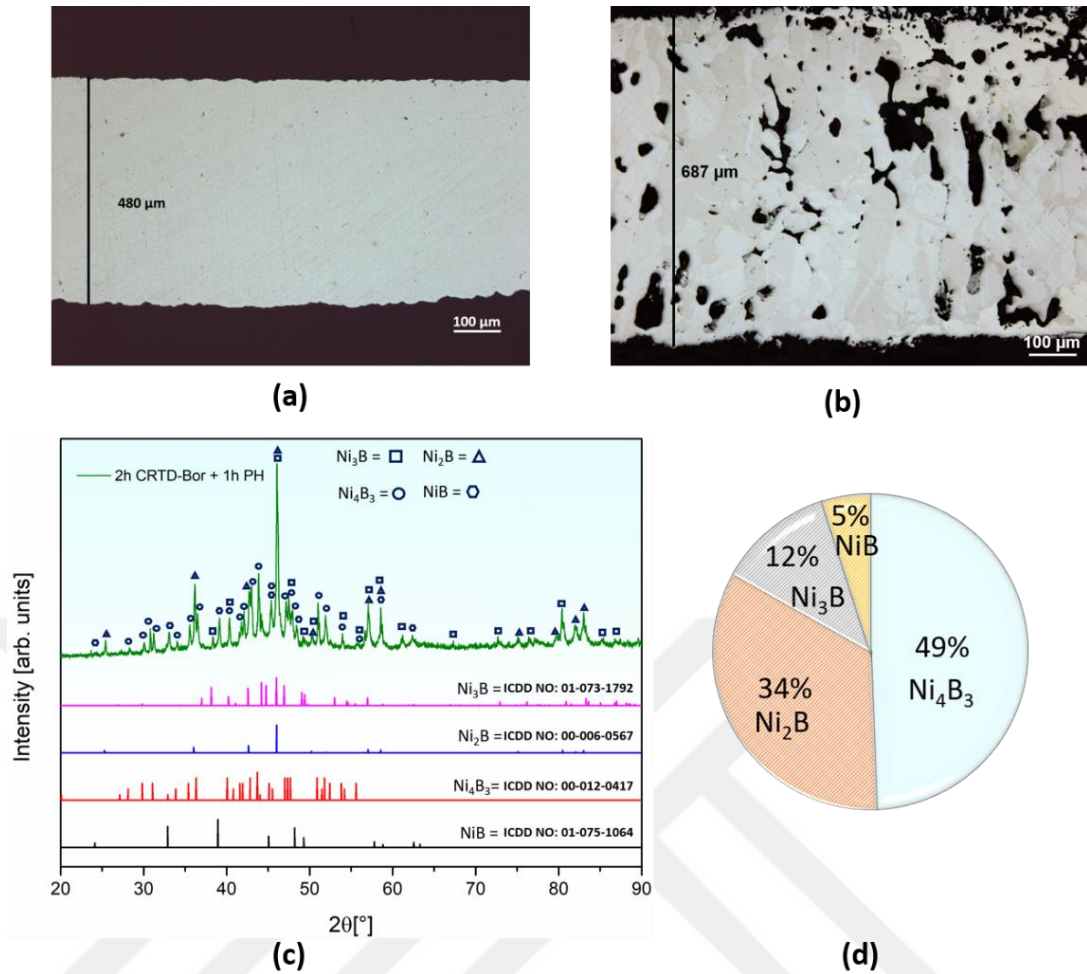 480 µm
100 µm
687 µm
100 µm
(a)
(b)
2h CRTD-Bor + 1h PH
Ni₃B = □ Ni₂B = △
Ni₄B₃ = ○ NiB = ⬡
Intensity [arb. units]
Ni₃B = ICDD NO: 01-073-1792
Ni₂B = ICDD NO: 00-006-0567
Ni₄B₃ = ICDD NO: 00-012-0417
NiB = ICDD NO: 01-075-1064
20 30 40 50 60 70 80 90
2θ[°]
5%
NiB
12%
Ni₃B
49%
Ni₄B₃
34%
Ni₂B
(c)
(d)